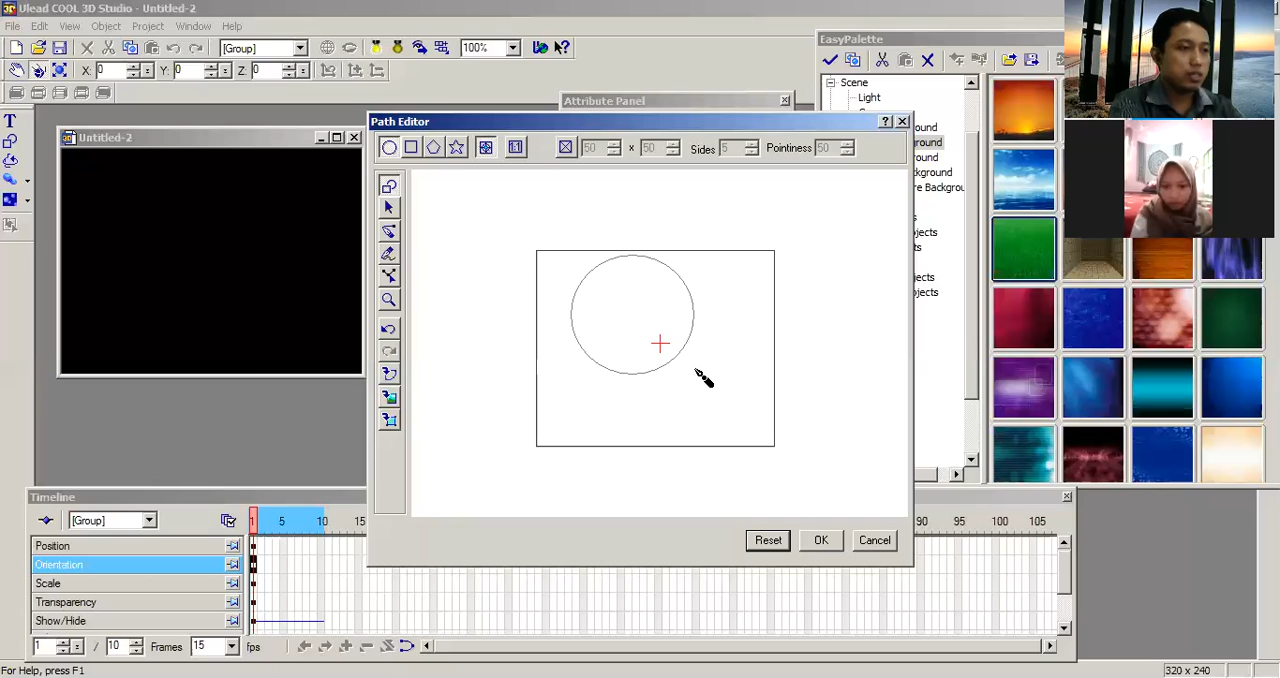 Ulead COOL 3D Studio - Untitled-2
File Edit View Object Project Window Help
[Group] 100%
X: 0 Y: 0 Z: 0
EasyPalette
Scene
Light
Attribute Panel
Untitled-2
Path Editor
50 x 50 Sides 5 Pointiness 50
Reset OK Cancel
Timeline
[Group] 1 5 10 15 90 95 100 105
Position
Orientation
Scale
Transparency
Show/Hide
1 / 10 Frames 15 fps
For Help, press F1
320 x 240